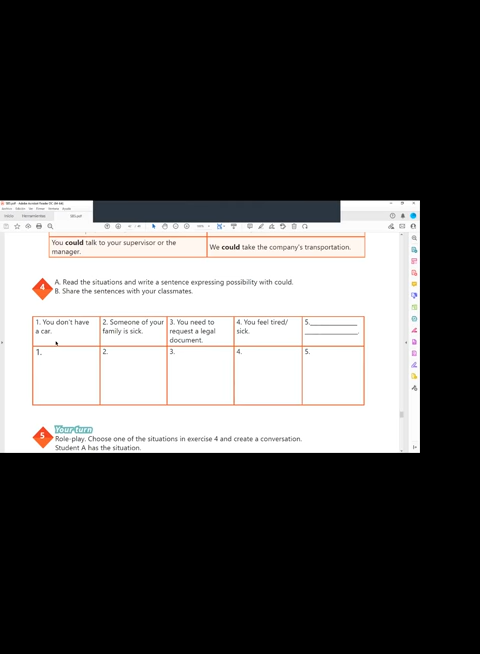 You could talk to your supervisor or the
manager.
We could take the company's transportation.
4
A. Read the situations and write a sentence expressing possibility with could.
B. Share the sentences with your classmates.
1. You don't have
a car.
2. Someone of your
family is sick.
3. You need to
request a legal
document.
4. You feel tired/
sick.
5.
1.
2.
3.
4.
5.
5
Your turn
Role-play. Choose one of the situations in exercise 4 and create a conversation.
Student A has the situation.